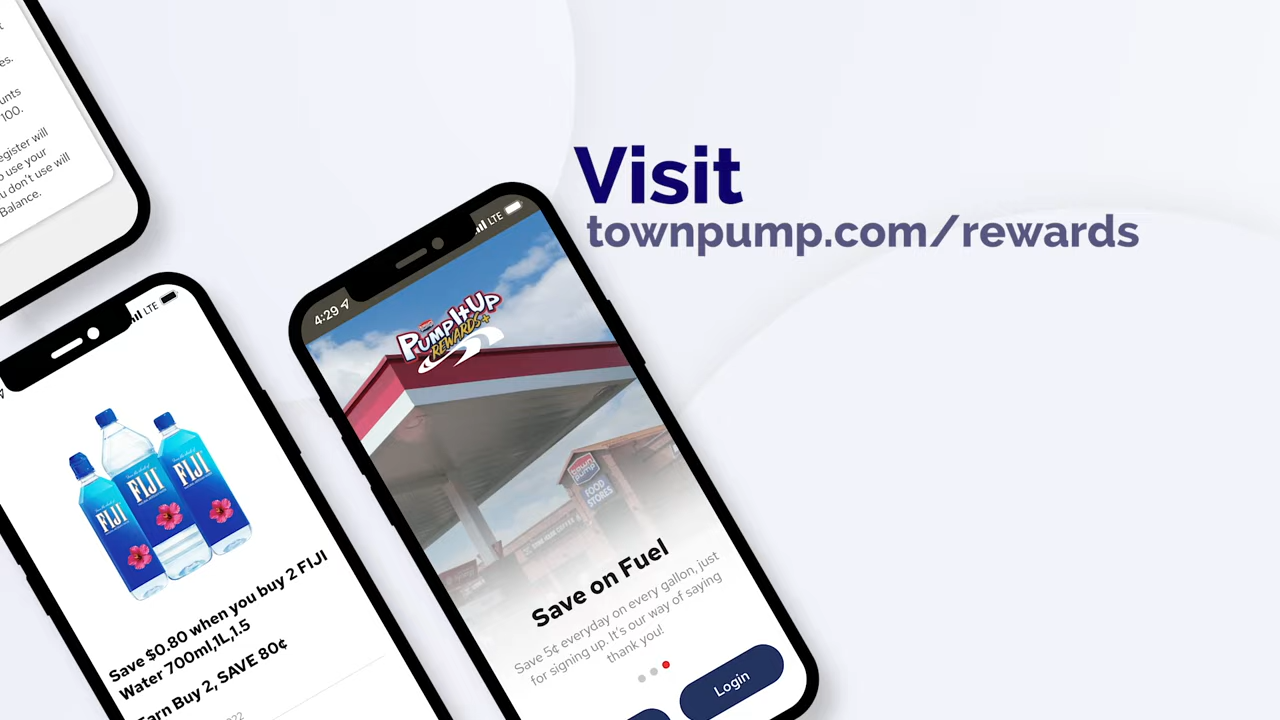 Visit
townpump.com/rewards
es.
unts
100.
egister will
o use your
u don't use will
Balance.
LTE
4:29
LTE
PUMP IT UP
REWARDS+
town
pump
FOOD
STORES
FIJI
FIJI
FIJI
Save $0.80 when you buy 2 FIJI
Water 700ml,1L,1.5
Earn Buy 2, SAVE 80¢
Save on Fuel
Save 5¢ everyday on every gallon, just
for signing up. It's our way of saying
thank you!
Login